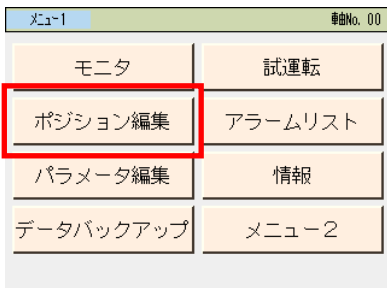 ﾒﾆｭｰ1 軸No. 00
モニタ 試運転
ポジション編集 アラームリスト
パラメータ編集 情報
データバックアップ メニュー２